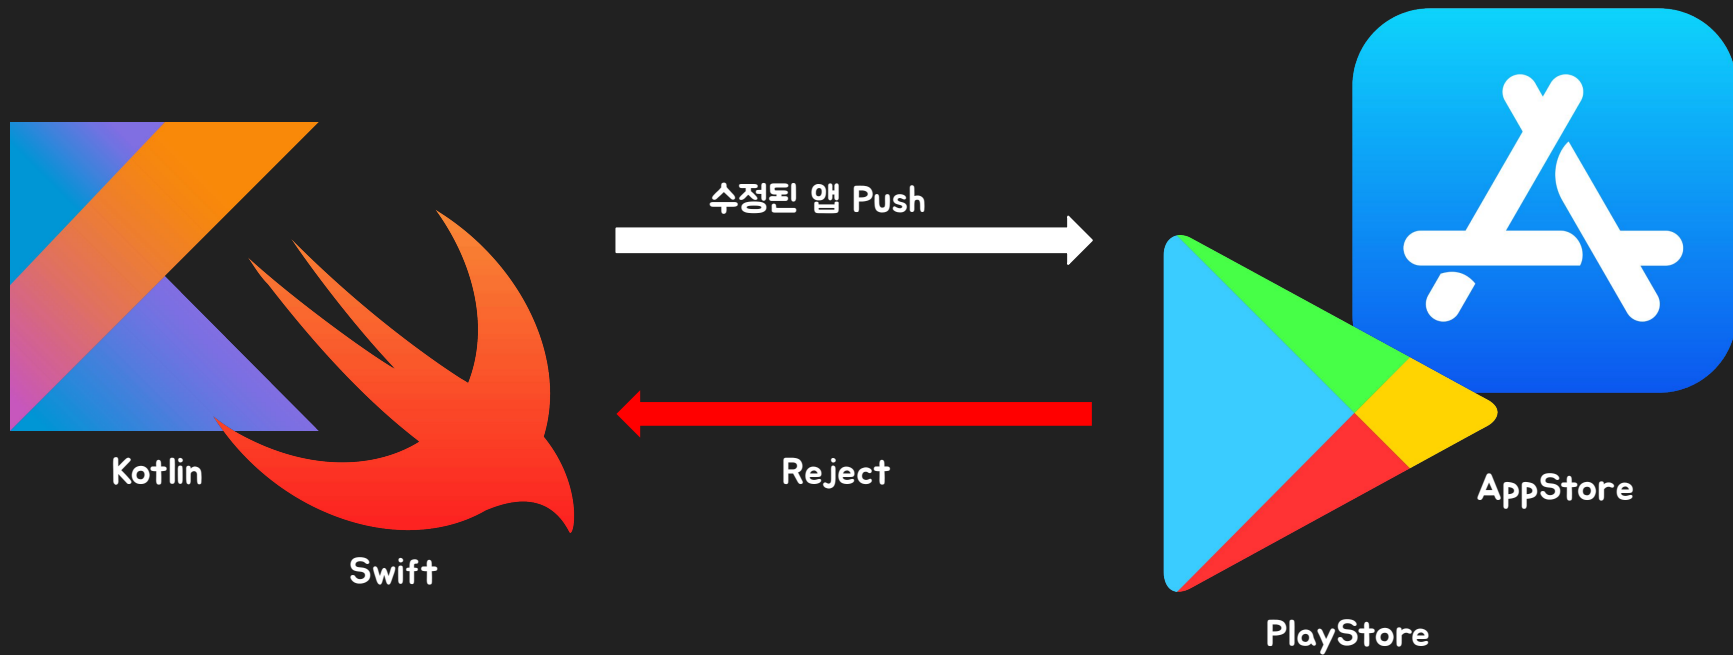 수정된 앱 Push
Kotlin
Reject
AppStore
Swift
PlayStore